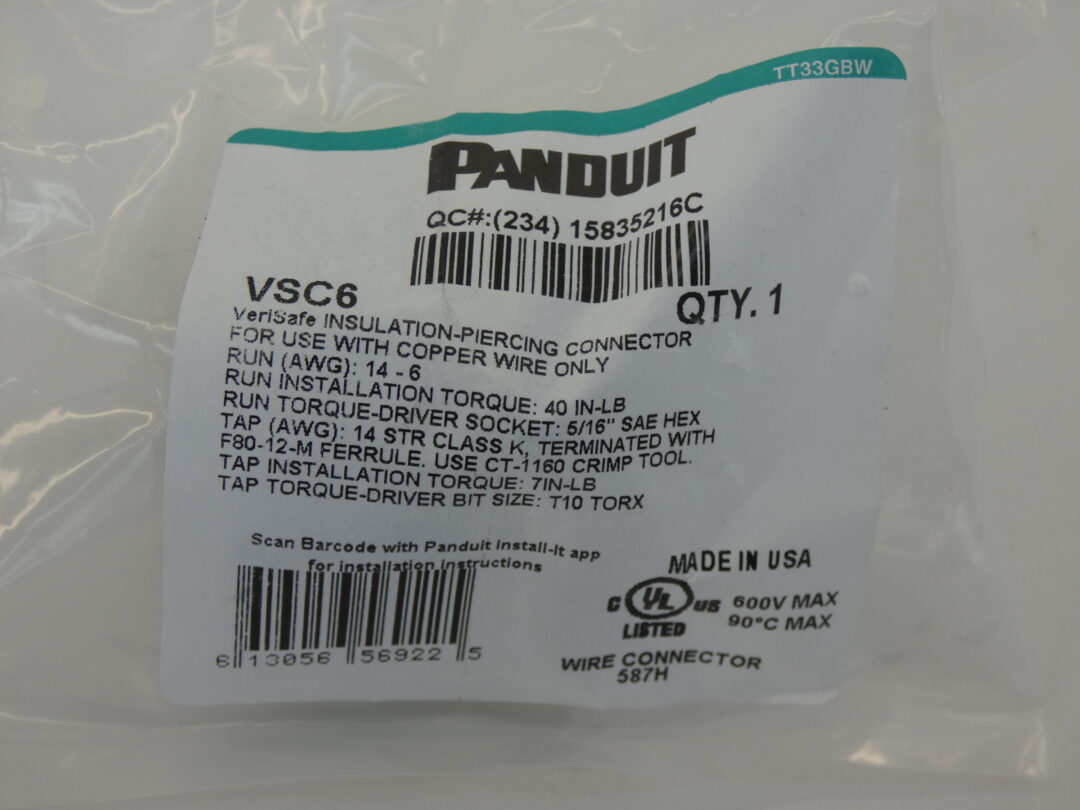 TT33GBW
PANDUIT
QC#:(234) 15835216C
VSC6
QTY. 1
VeriSafe INSULATION-PIERCING CONNECTOR
FOR USE WITH COPPER WIRE ONLY
RUN (AWG): 14 - 6
RUN INSTALLATION TORQUE: 40 IN-LB
RUN TORQUE-DRIVER SOCKET: 5/16" SAE HEX
TAP (AWG): 14 STR CLASS K, TERMINATED WITH
F80-12-M FERRULE. USE CT-1160 CRIMP TOOL.
TAP INSTALLATION TORQUE: 7IN-LB
TAP TORQUE-DRIVER BIT SIZE: T10 TORX
Scan Barcode with Panduit Install-It app
for installation instructions
6 13056 56922 5
MADE IN USA
C UL US
LISTED
600V MAX
90°C MAX
WIRE CONNECTOR
587H